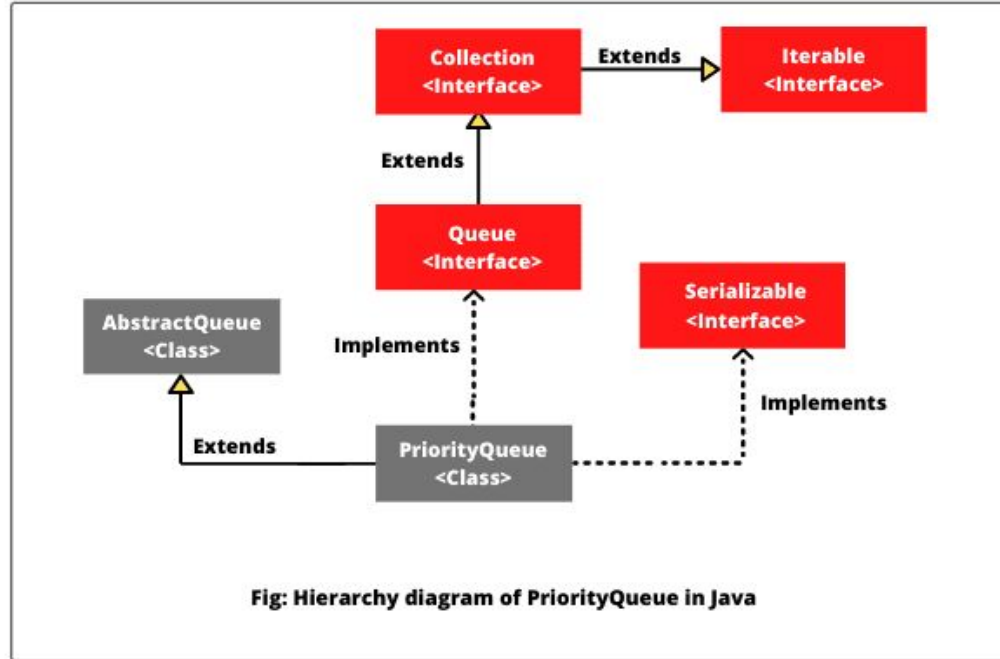 Collection
<Interface>
Extends
Iterable
<Interface>
Extends
Queue
<Interface>
Serializable
<Interface>
AbstractQueue
<Class>
Implements
Implements
Extends
PriorityQueue
<Class>
Fig: Hierarchy diagram of PriorityQueue in Java